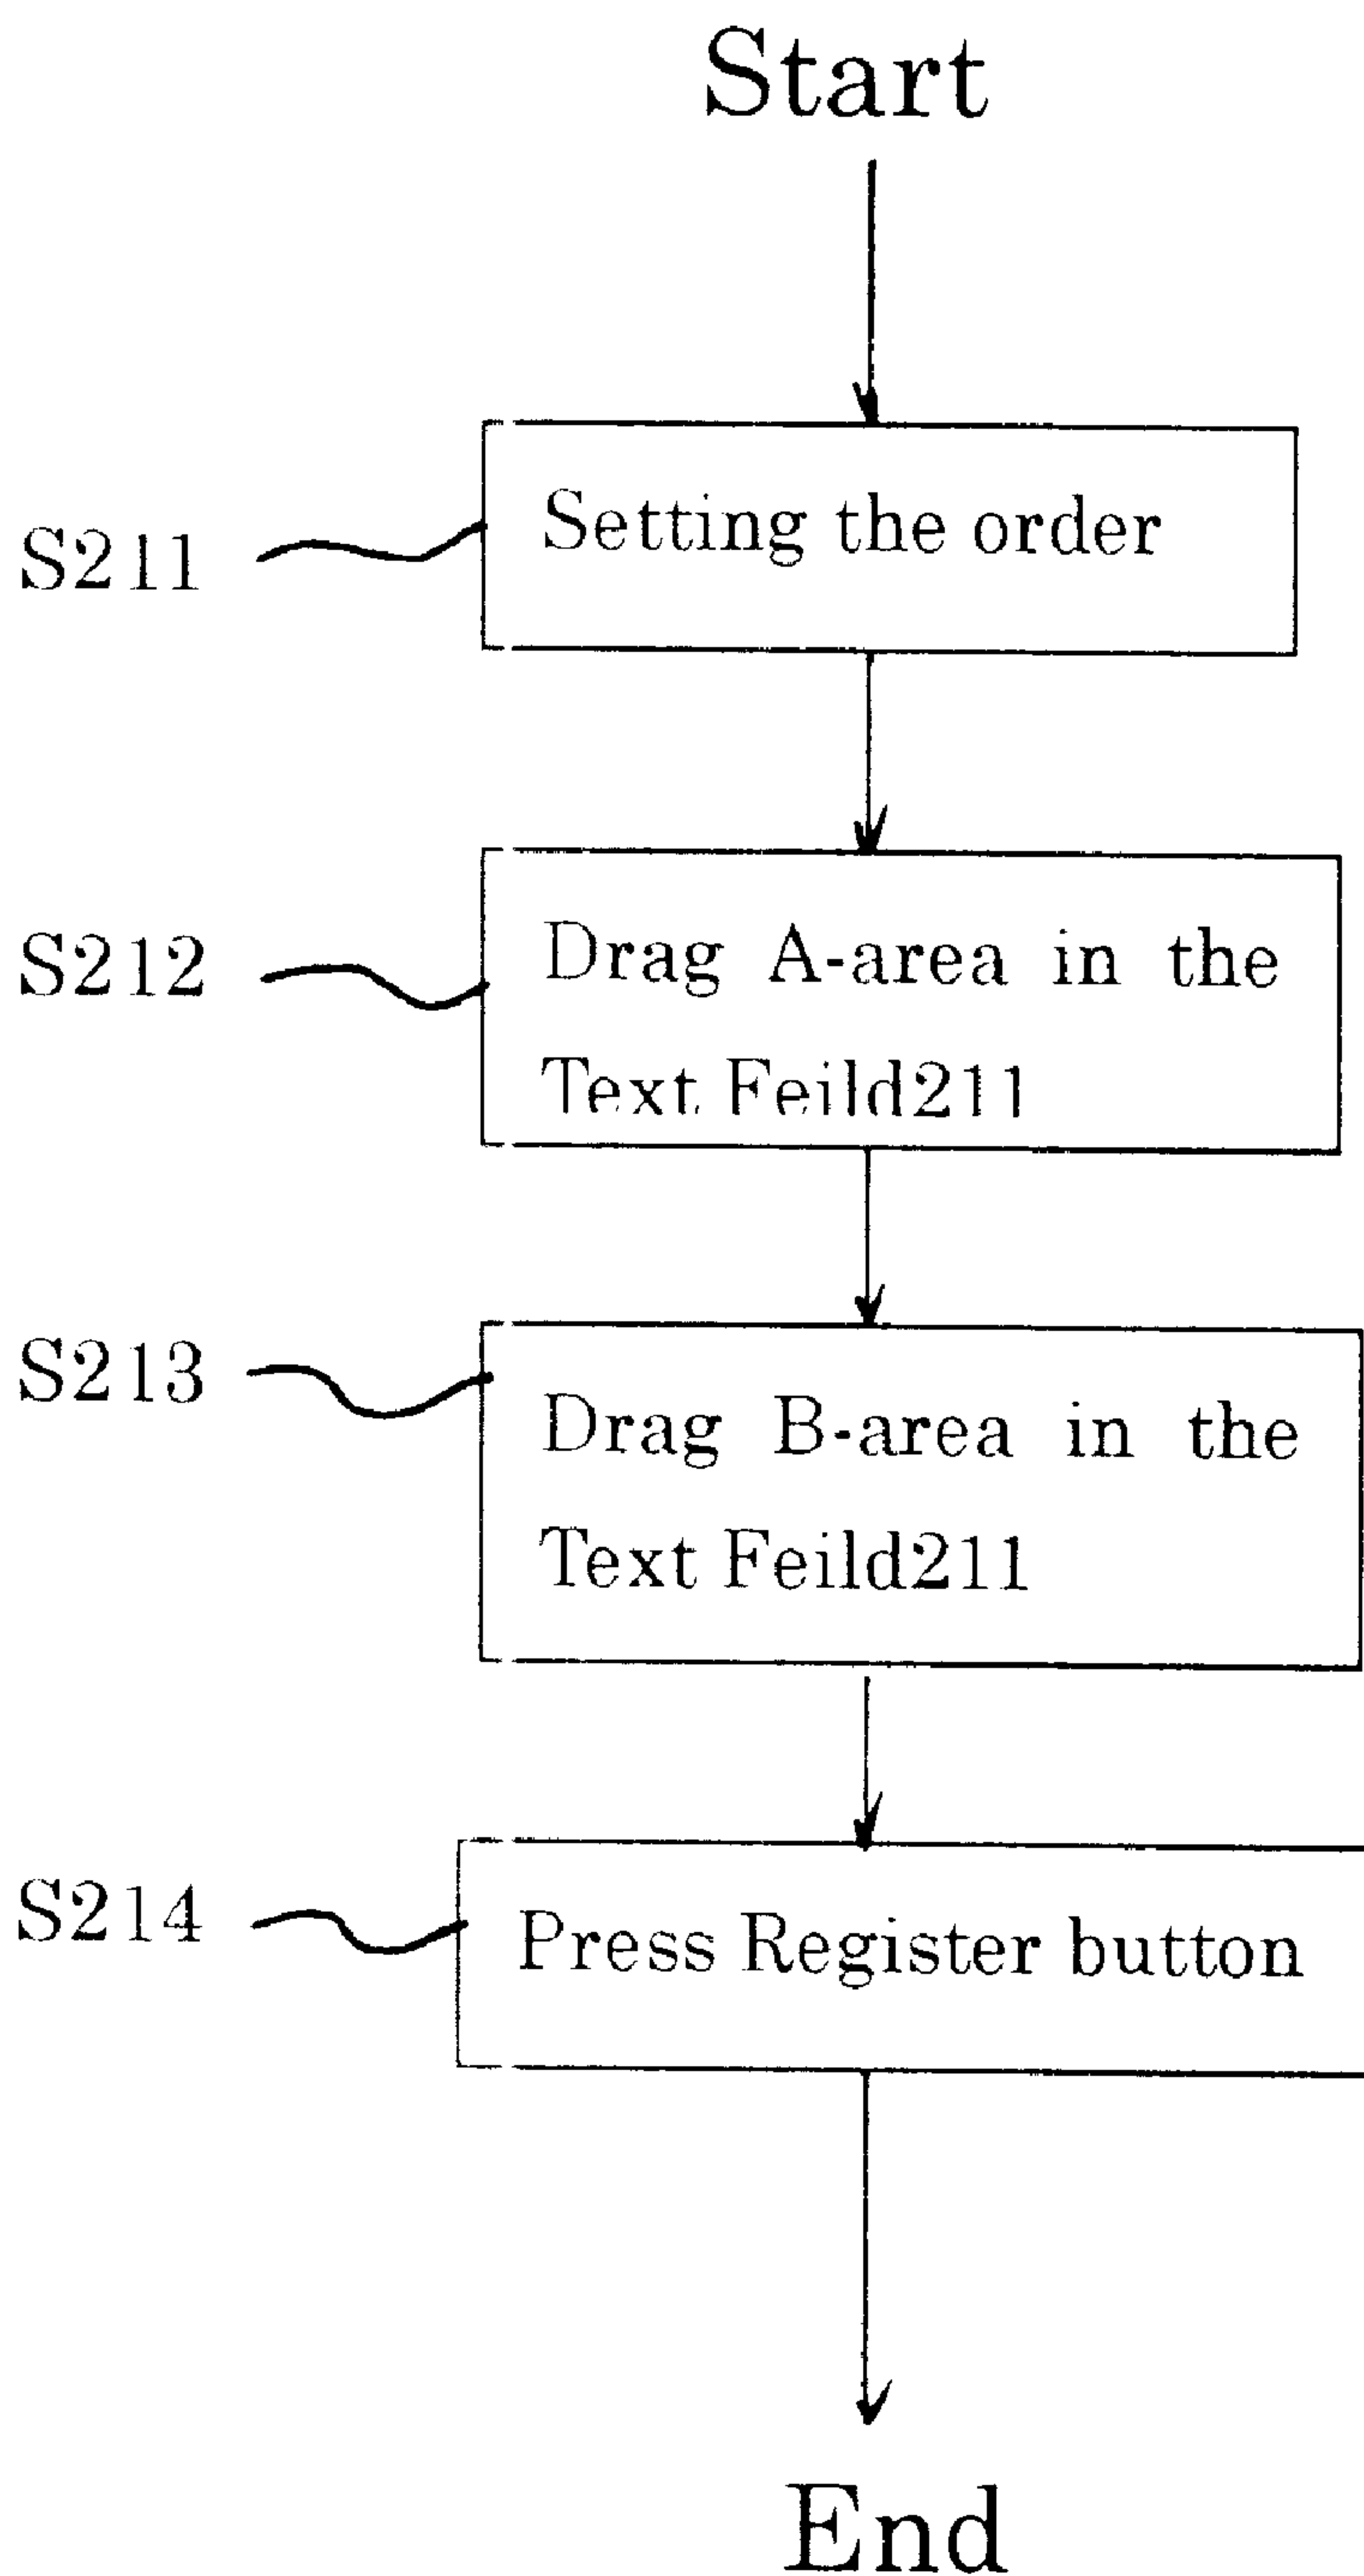 Start
S211
Setting the order
S212
Drag A-area in the
Text Feild211
S213
Drag B-area in the
Text Feild211
S214
Press Register button
End